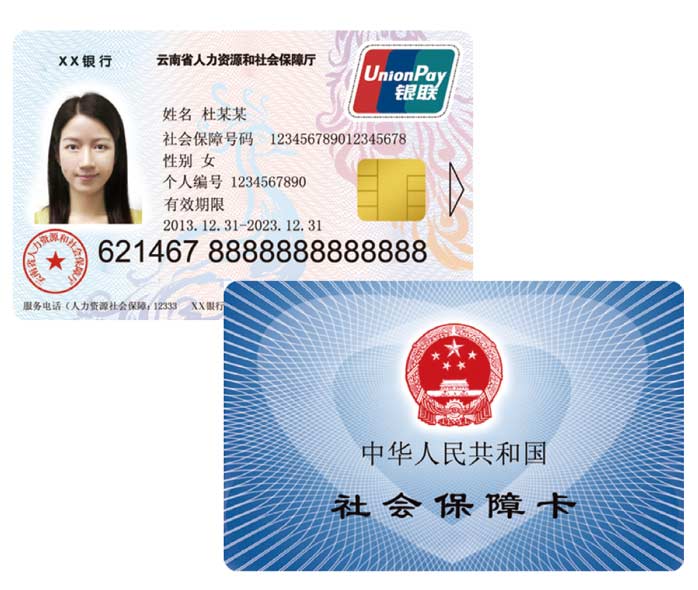 XX银行
云南省人力资源和社会保障厅
UnionPay
银联
姓名 杜某某
社会保障号码 123456789012345678
性别 女
个人编号 1234567890
有效期限
2013.12.31-2023.12.31
云南省人力资源和社会保障厅
621467 8888888888888
服务电话(人力资源社会保障:12333 XX银行
中华人民共和国
社会保障卡